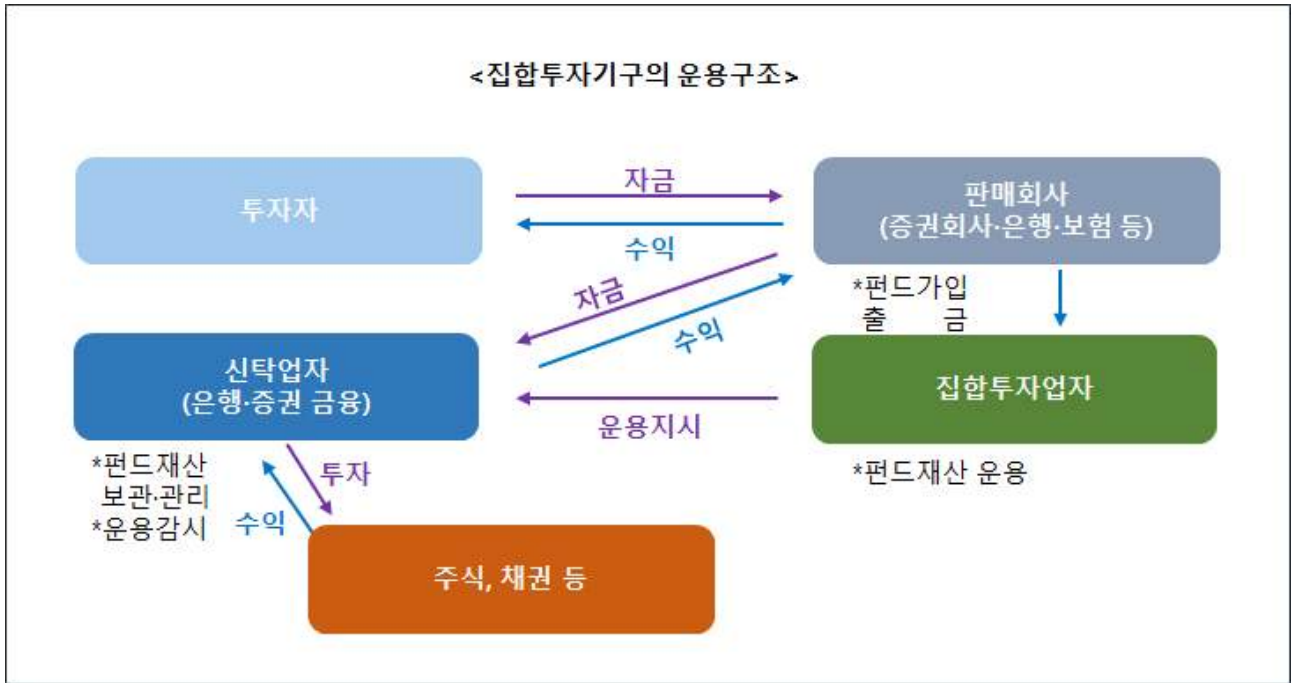 <집합투자기구의 운용구조>
투자자
자금
수익
판매회사
(증권회사·은행·보험 등)
자금
수익
*펀드가입
출 금
신탁업자
(은행·증권 금융)
운용지시
집합투자업자
*펀드재산
보관·관리
*운용감시
투자
수익
*펀드재산 운용
주식, 채권 등